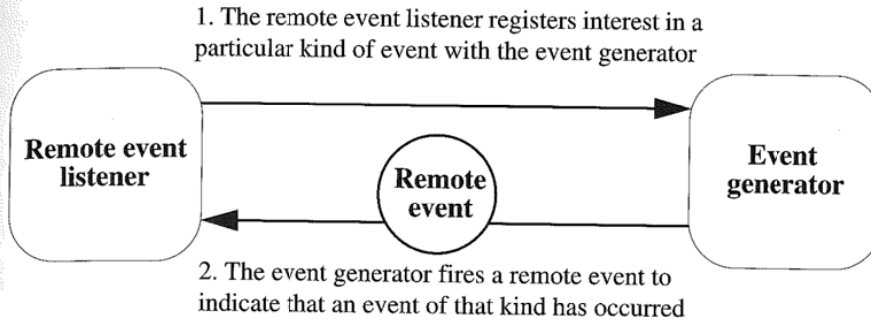 1. The remote event listener registers interest in a
particular kind of event with the event generator
Remote event
listener
Remote
event
Event
generator
2. The event generator fires a remote event to
indicate that an event of that kind has occurred